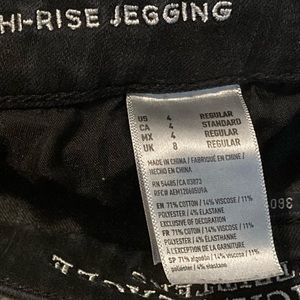 HI-RISE JEGGING
US 4 REGULAR
CA 4 STANDARD
MX 4 REGULAR
UK 8 REGULAR
MADE IN CHINA / FABRIQUÉ EN CHINE /
HECHO EN CHINA
RN 54485/CA 03873
EN 71% COTTON / 14% VISCOSE / 11%
POLYESTER / 4% ELASTANE
EXCLUSIVE OF DECORATION
FR 71% COTON / 14% VISCOSE / 11%
POLYESTER / 4% ÉLASTHANNE
À L'EXCEPTION DE LA GARNITURE
SP 71% algodón / 14% viscosa / 11%
poliéster / 4% elastano
360